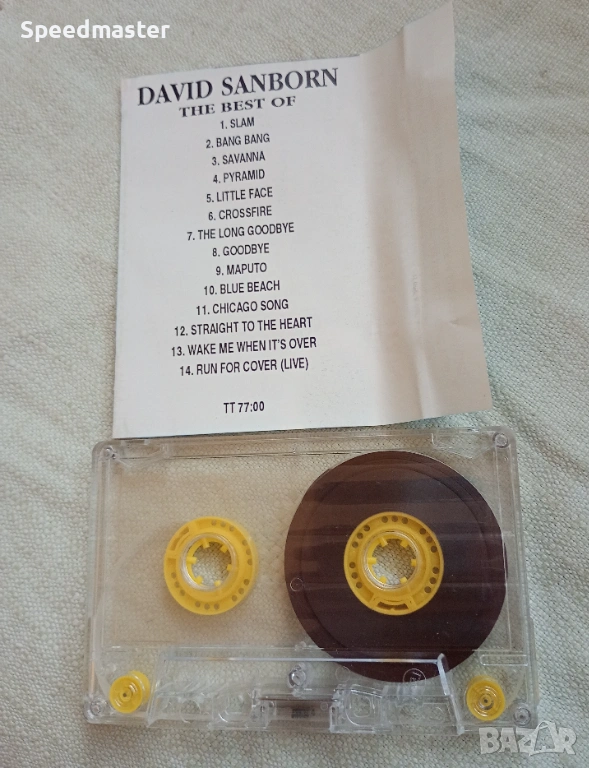 Speedmaster
DAVID SANBORN
THE BEST OF
1. SLAM
2. BANG BANG
3. SAVANNA
4. PYRAMID
5. LITTLE FACE
6. CROSSFIRE
7. THE LONG GOODBYE
8. GOODBYE
9. MAPUTO
10. BLUE BEACH
11. CHICAGO SONG
12. STRAIGHT TO THE HEART
13. WAKE ME WHEN IT'S OVER
14. RUN FOR COVER (LIVE)
TT 77:00
BAZAR